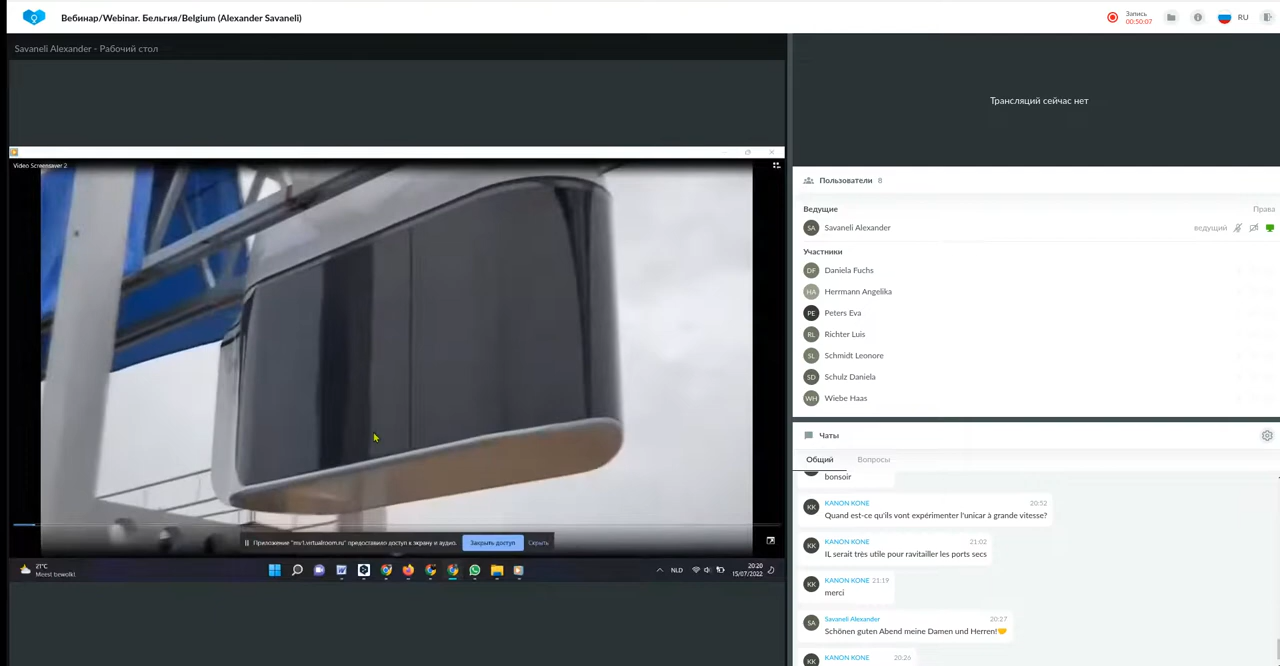 Вебинар/Webinar. Бельгия/Belgium (Alexander Savaneli)
Запись
00:50:07
RU
Savaneli Alexander - Рабочий стол
Трансляций сейчас нет
Video Screensaver 2
Пользователи 8
Ведущие
Права
SA Savaneli Alexander ведущий
Участники
DF Daniela Fuchs
HA Herrmann Angelika
PE Peters Eva
RL Richter Luis
SL Schmidt Leonore
SD Schulz Daniela
WH Wiebe Haas
Чаты
Общий Вопросы
bonsoir
KK KANON KONE 20:52
Quand est-ce qu'ils vont expérimenter l'unicar à grande vitesse?
KK KANON KONE 21:02
IL serait très utile pour ravitailler les ports secs
KK KANON KONE 21:19
merci
SA Savaneli Alexander 20:27
Schönen guten Abend meine Damen und Herren!🤝
KK KANON KONE 20:26
Приложение "ms1.virtualroom.ru" предоставило доступ к экрану и аудио.
Закрыть доступ
Скрыть
21°C
Meest bewolkt
NLD
20:20
15/07/2022